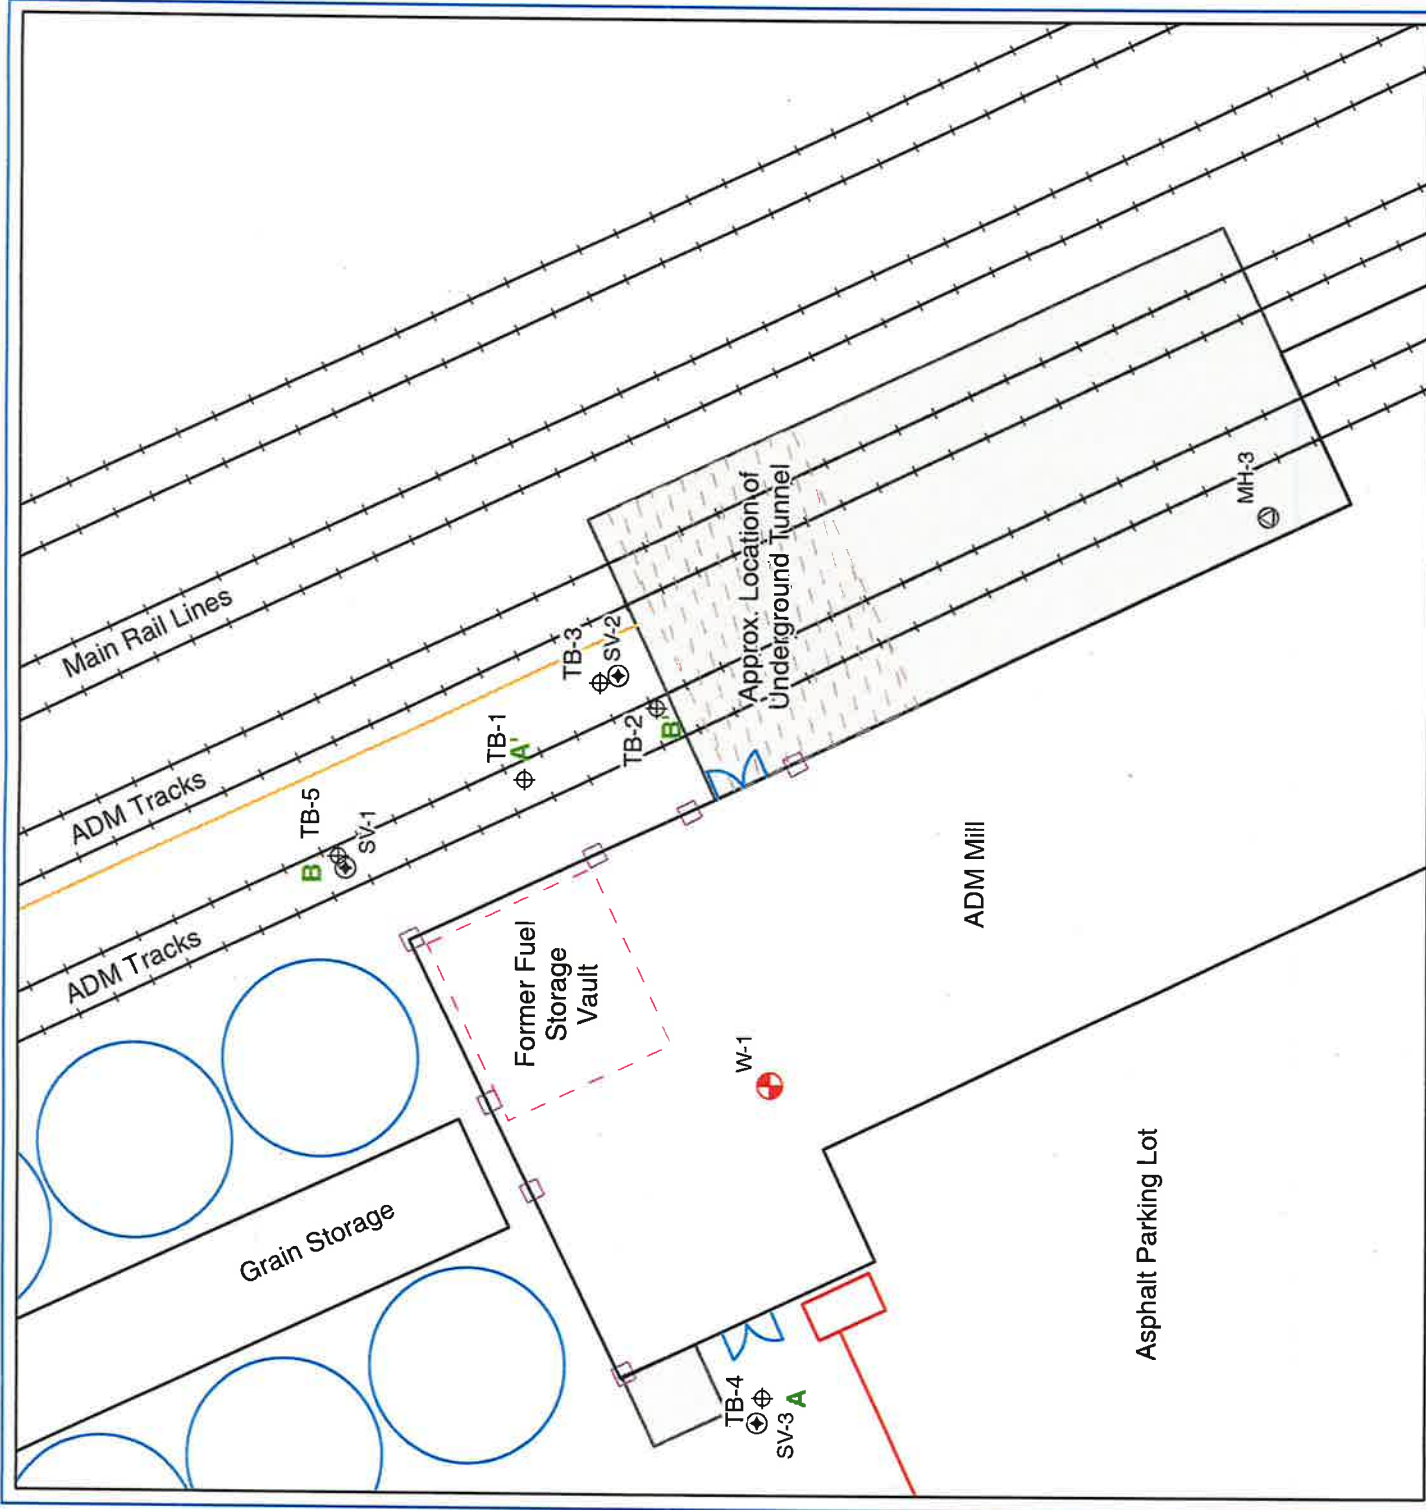 Main Rail Lines
ADM Tracks
ADM Tracks
TB-3
SV-2
TB-1
A'
TB-2
B'
TB-5
SV-1
B
Approx. Location of
Underground Tunnel
MH-3
Former Fuel
Storage
Vault
ADM Mill
W-1
Grain Storage
TB-4
SV-3
A
Asphalt Parking Lot